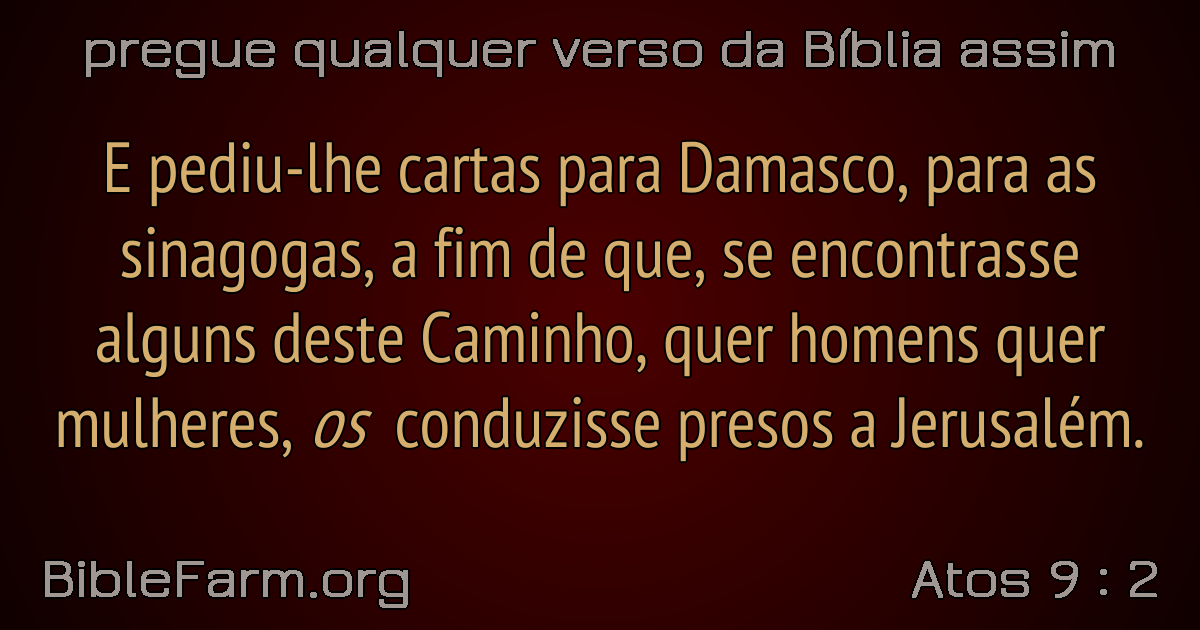 pregue qualquer verso da Bíblia assim
E pediu-lhe cartas para Damasco, para as
sinagogas, a fim de que, se encontrasse
alguns deste Caminho, quer homens quer
mulheres, os conduzisse presos a Jerusalém.
BibleFarm.org
Atos 9 : 2